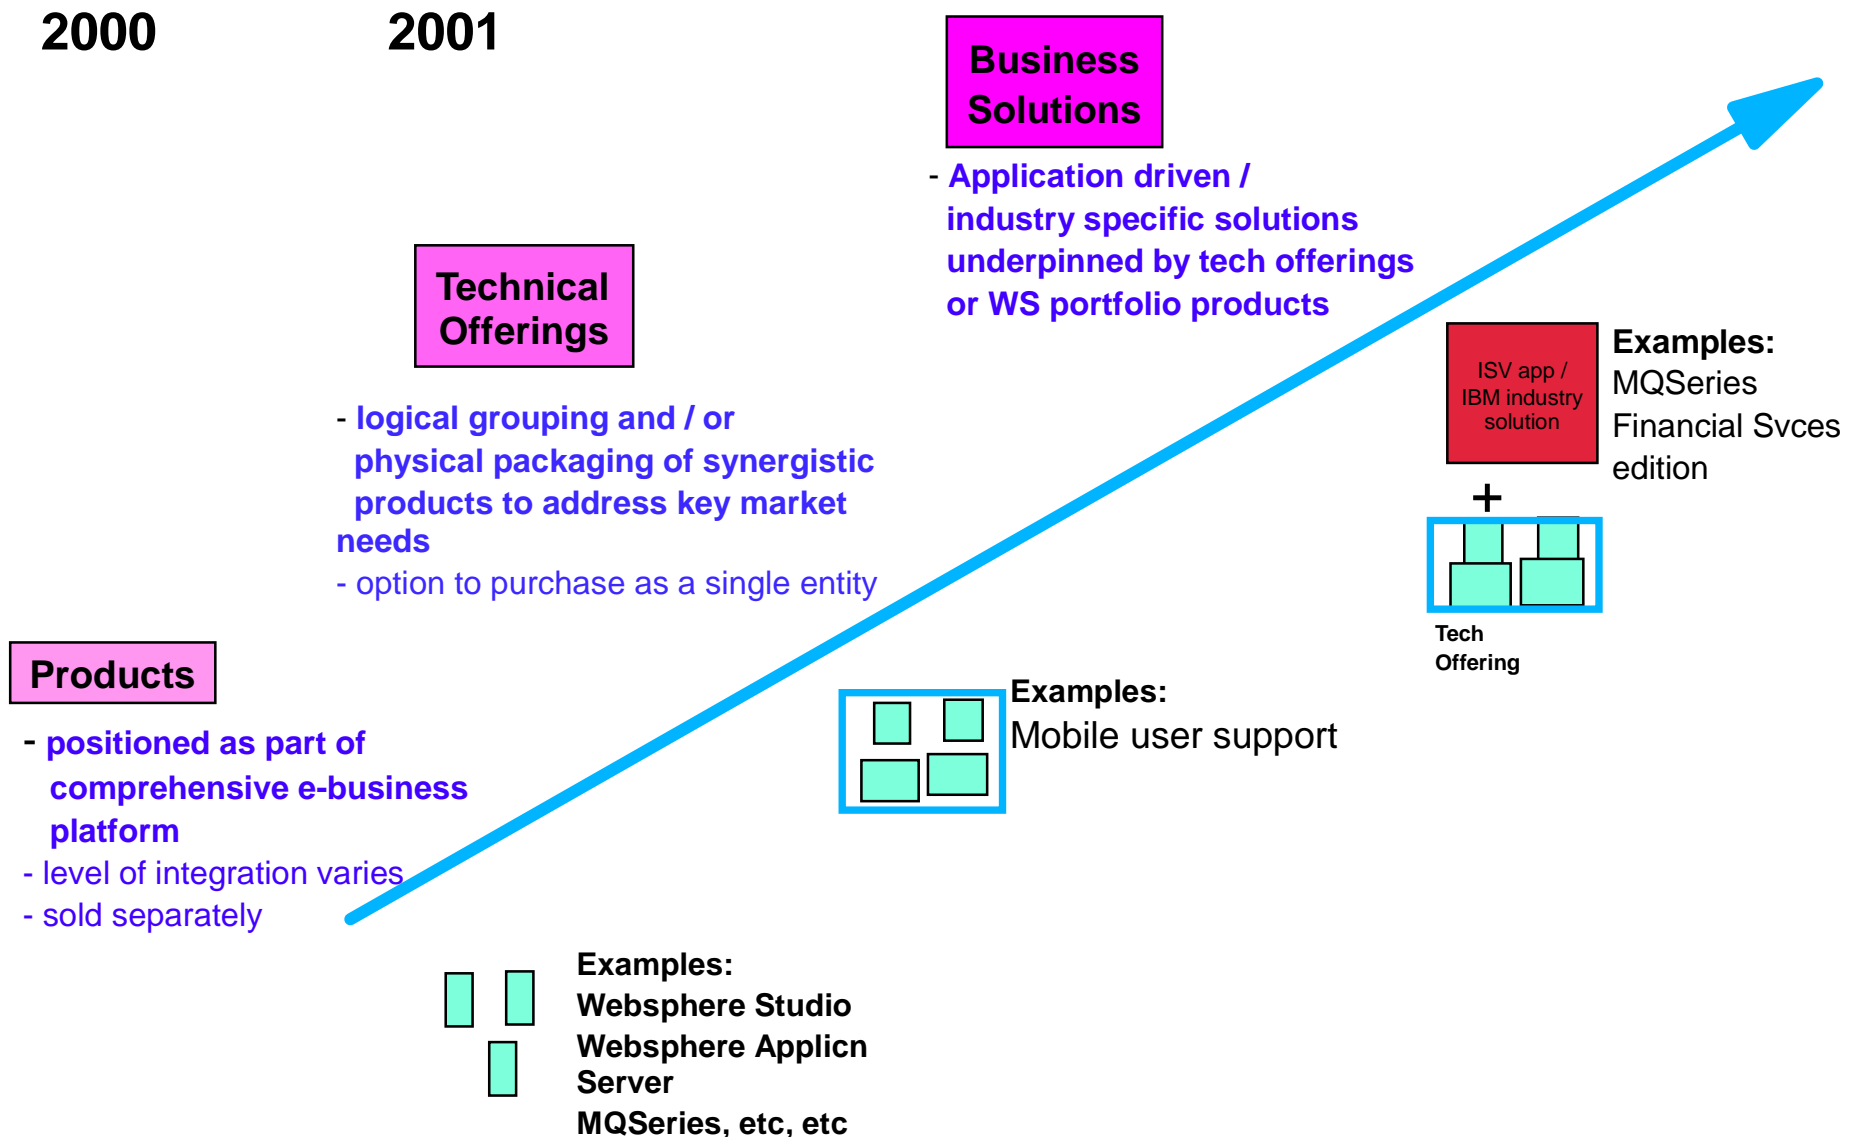 2000
2001
Business
Solutions
- Application driven /
industry specific solutions
underpinned by tech offerings
or WS portfolio products
Technical
Offerings
- logical grouping and / or
physical packaging of synergistic
products to address key market
needs
- option to purchase as a single entity
ISV app /
IBM industry
solution
Examples:
MQSeries
Financial Svces
edition
+
Tech
Offering
Products
- positioned as part of
comprehensive e-business
platform
- level of integration varies
- sold separately
Examples:
Mobile user support
Examples:
Websphere Studio
Websphere Applicn
Server
MQSeries, etc, etc